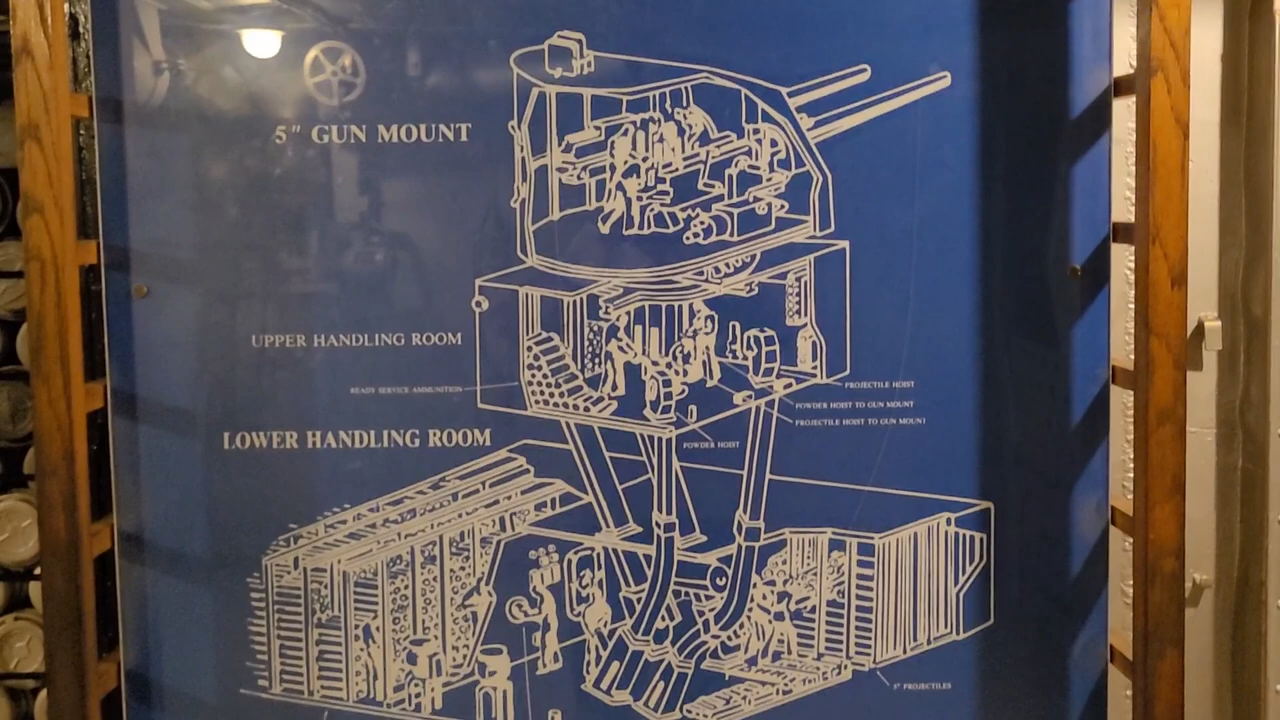 5" GUN MOUNT
UPPER HANDLING ROOM
READY SERVICE AMMUNITION
PROJECTILE HOIST
POWDER HOIST TO GUN MOUNT
PROJECTILE HOIST TO GUN MOUNT
LOWER HANDLING ROOM
POWDER HOIST
5" PROJECTILES